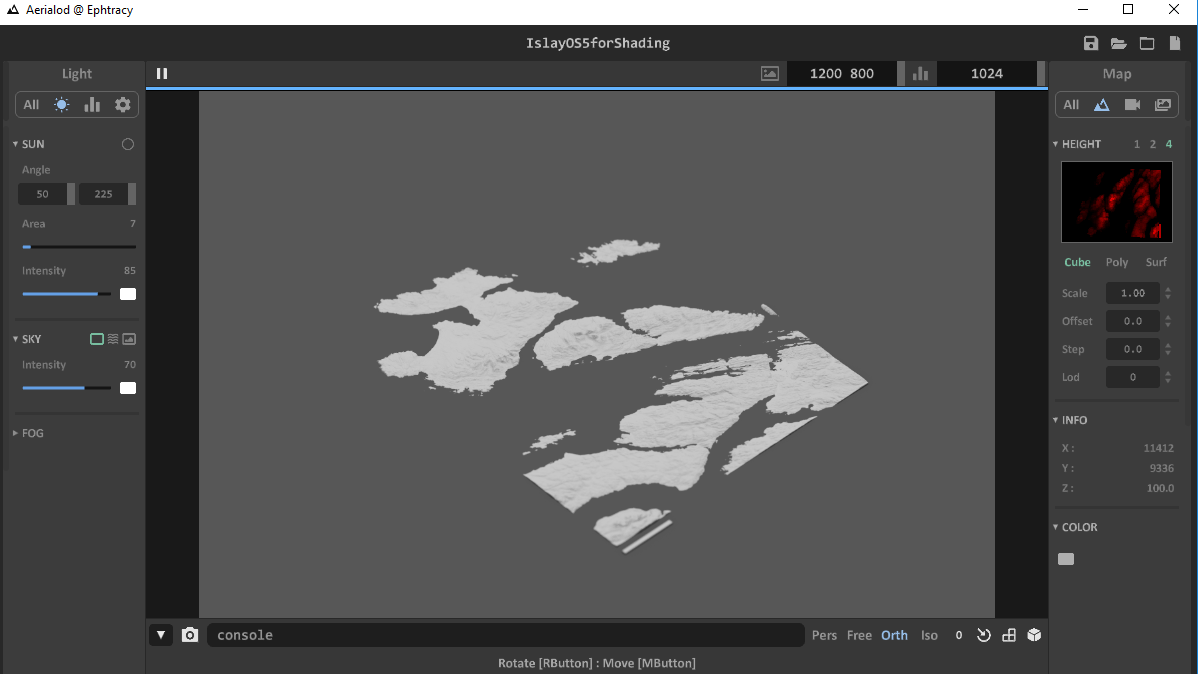 Aerialod @ Ephtracy
IslayOS5forShading
Light
1200 800
1024
Map
All
All
SUN
HEIGHT 1 2 4
Angle
50 225
Area 7
Cube Poly Surf
Intensity 85
Scale 1.00
Offset 0.0
SKY
Step 0.0
Intensity 70
Lod 0
INFO
FOG
X : 11412
Y : 9336
Z : 100.0
COLOR
console
Pers Free Orth Iso 0
Rotate [RButton] : Move [MButton]